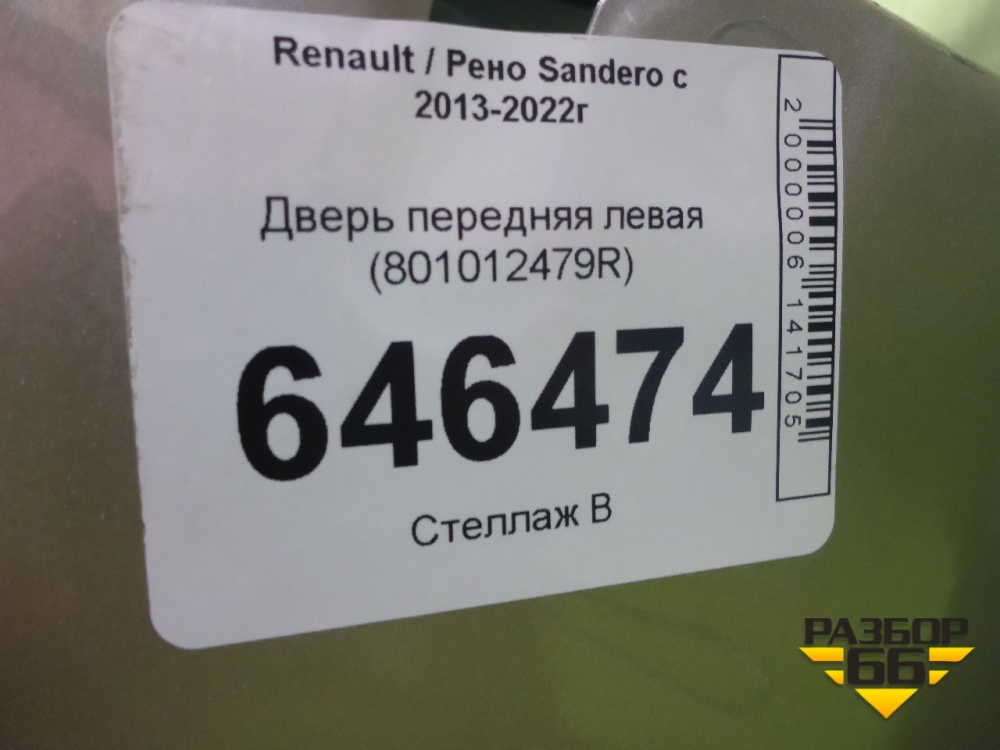 Renault / Рено Sandero с
2013-2022г
Дверь передняя левая
(801012479R)
646474
Стеллаж В
2000006141705
РАЗБОР
66